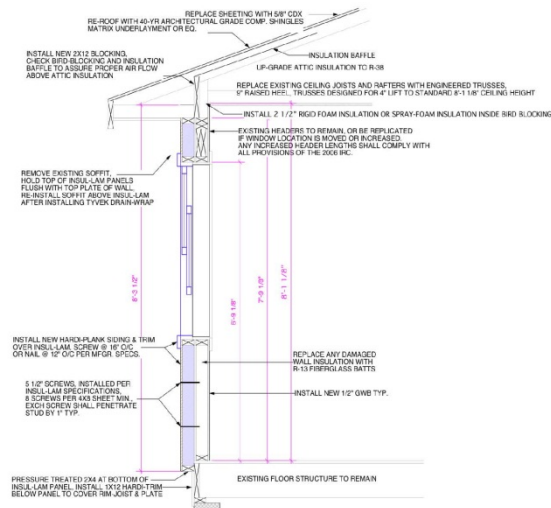 REPLACE SHEETING WITH 5/8" CDX
RE-ROOF WITH 40-YR ARCHITECTURAL GRADE COMP. SHINGLES
MATRIX UNDERLAYMENT OR EQ.
INSTALL NEW 2X12 BLOCKING,
CHECK BIRD-BLOCKING AND INSULATION
BAFFLE TO ASSURE PROPER AIR FLOW
ABOVE ATTIC INSULATION
INSULATION BAFFLE
UP-GRADE ATTIC INSULATION TO R-38
REPLACE EXISTING CEILING JOISTS AND RAFTERS WITH ENGINEERED TRUSSES,
9" RAISED HEEL, TRUSSES DESIGNED FOR 4" LIFT TO STANDARD 8'-1 1/8" CEILING HEIGHT
INSTALL 2 1/2" RIGID FOAM INSULATION OR SPRAY-FOAM INSULATION INSIDE BIRD BLOCKING
EXISTING HEADERS TO REMAIN, OR BE REPLICATED
IF WINDOW LOCATION IS MOVED OR INCREASED.
ANY INCREASED HEADER LENGTHS SHALL COMPLY WITH
ALL PROVISIONS OF THE 2006 IRC.
REMOVE EXISTING SOFFIT,
HOLD TOP OF INSUL-LAM PANELS
FLUSH WITH TOP PLATE OF WALL,
RE-INSTALL SOFFIT ABOVE INSUL-LAM
AFTER INSTALLING TYVEK DRAIN-WRAP
8'-3 1/2"
6'-9 1/8"
7'-9 1/8"
8'-1 1/8"
INSTALL NEW HARDI-PLANK SIDING & TRIM
OVER INSUL-LAM. SCREW @ 16" O/C
OR NAIL @ 12" O/C PER MFGR. SPECS.
REPLACE ANY DAMAGED
WALL INSULATION WITH
R-13 FIBERGLASS BATTS
5 1/2" SCREWS, INSTALLED PER
INSUL-LAM SPECIFICATIONS,
8 SCREWS PER 4X8 SHEET MIN.,
EXCH SCREW SHALL PENETRATE
STUD BY 1" TYP.
INSTALL NEW 1/2" GWB TYP.
PRESSURE TREATED 2X4 AT BOTTOM OF
INSUL-LAM PANEL. INSTALL 1X12 HARDI-TRIM
BELOW PANEL TO COVER RIM JOIST & PLATE
EXISTING FLOOR STRUCTURE TO REMAIN